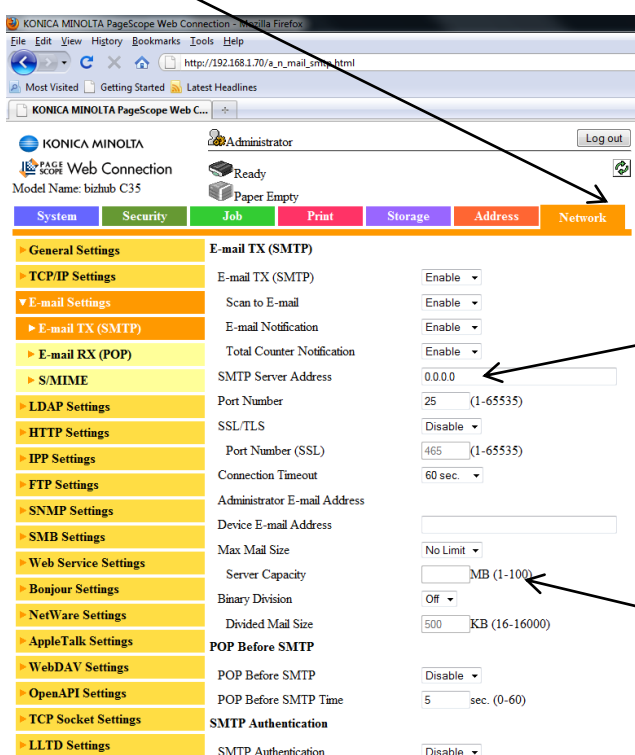 KONICA MINOLTA PageScope Web Connection - Mozilla Firefox
File Edit View History Bookmarks Tools Help
http://192.168.1.70/a_n_mail_smtp.html
Most Visited Getting Started Latest Headlines
KONICA MINOLTA PageScope Web C...
KONICA MINOLTA
Administrator
Log out
PAGE SCOPE Web Connection
Ready
Model Name: bizhub C35
Paper Empty
System Security Job Print Storage Address Network
General Settings
TCP/IP Settings
E-mail Settings
E-mail TX (SMTP)
E-mail RX (POP)
S/MIME
LDAP Settings
HTTP Settings
IPP Settings
FTP Settings
SNMP Settings
SMB Settings
Web Service Settings
Bonjour Settings
NetWare Settings
AppleTalk Settings
WebDAV Settings
OpenAPI Settings
TCP Socket Settings
LLTD Settings
E-mail TX (SMTP)
E-mail TX (SMTP) Enable
Scan to E-mail Enable
E-mail Notification Enable
Total Counter Notification Enable
SMTP Server Address 0.0.0.0
Port Number 25 (1-65535)
SSL/TLS Disable
Port Number (SSL) 465 (1-65535)
Connection Timeout 60 sec.
Administrator E-mail Address
Device E-mail Address
Max Mail Size No Limit
Server Capacity MB (1-100)
Binary Division Off
Divided Mail Size 500 KB (16-16000)
POP Before SMTP
POP Before SMTP Disable
POP Before SMTP Time 5 sec. (0-60)
SMTP Authentication
SMTP Authentication Disable